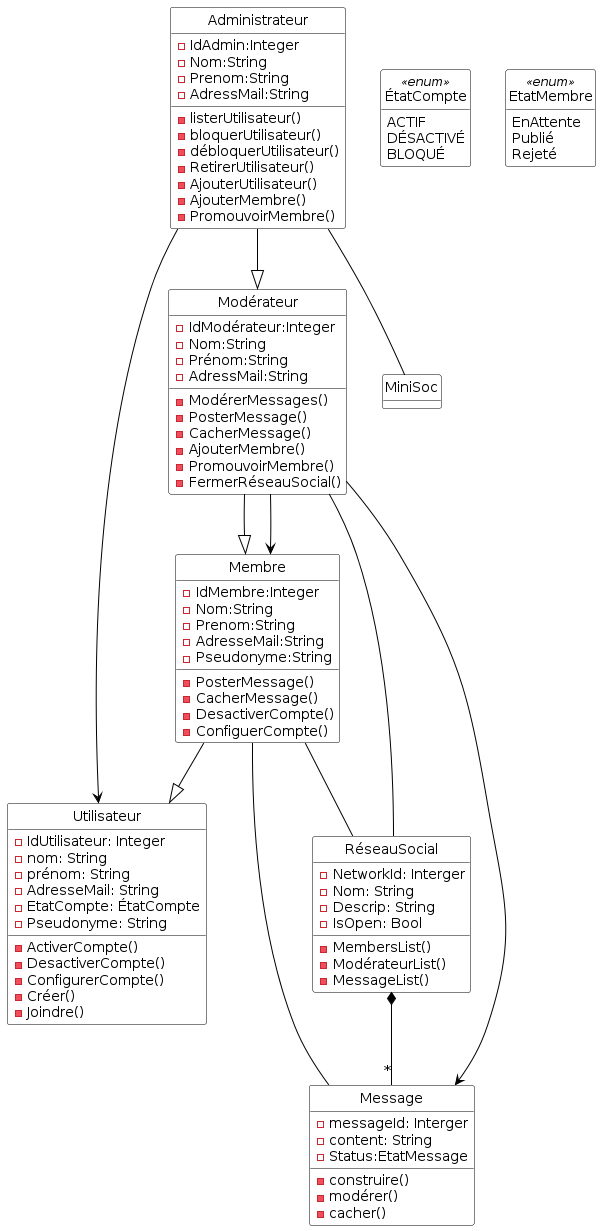 Administrateur
IdAdmin:Integer
Nom:String
Prenom:String
AdressMail:String
listerUtilisateur()
bloquerUtilisateur()
débloquerUtilisateur()
RetirerUtilisateur()
AjouterUtilisateur()
AjouterMembre()
PromouvoirMembre()
«enum»
ÉtatCompte
ACTIF
DÉSACTIVÉ
BLOQUÉ
«enum»
EtatMembre
EnAttente
Publié
Rejeté
Modérateur
IdModérateur:Integer
Nom:String
Prénom:String
AdressMail:String
ModérerMessages()
PosterMessage()
CacherMessage()
AjouterMembre()
PromouvoirMembre()
FermerRéseauSocial()
MiniSoc
Membre
IdMembre:Integer
Nom:String
Prenom:String
AdresseMail:String
Pseudonyme:String
PosterMessage()
CacherMessage()
DesactiverCompte()
ConfiguerCompte()
Utilisateur
IdUtilisateur: Integer
nom: String
prénom: String
AdresseMail: String
EtatCompte: ÉtatCompte
Pseudonyme: String
ActiverCompte()
DesactiverCompte()
ConfigurerCompte()
Créer()
Joindre()
RéseauSocial
NetworkId: Interger
Nom: String
Descrip: String
IsOpen: Bool
MembersList()
ModérateurList()
MessageList()
*
Message
messageId: Interger
content: String
Status:EtatMessage
construire()
modérer()
cacher()